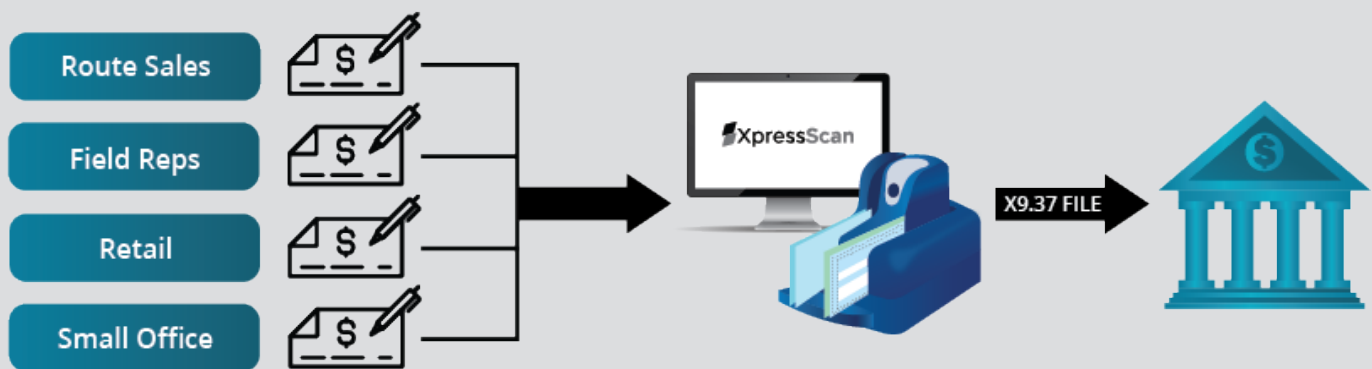 Route Sales
$
Field Reps
$
Retail
$
Small Office
$
XpressScan
X9.37 FILE
$